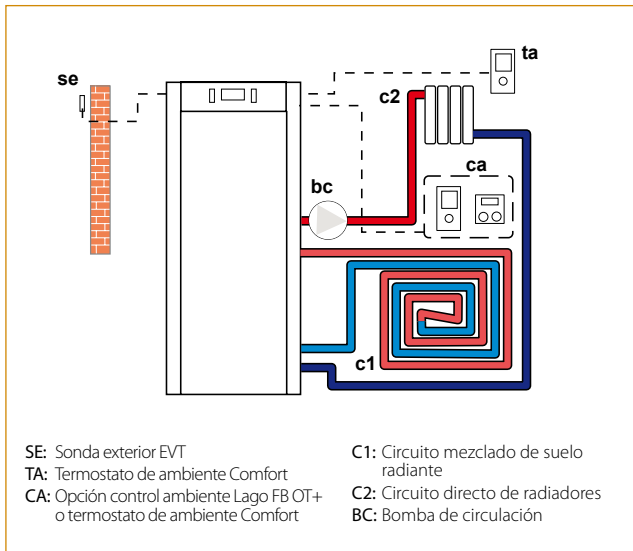 se
ta
c2
ca
bc
c1
SE: Sonda exterior EVT
TA: Termostato de ambiente Comfort
CA: Opción control ambiente Lago FB OT+
o termostato de ambiente Comfort
C1: Circuito mezclado de suelo
radiante
C2: Circuito directo de radiadores
BC: Bomba de circulación